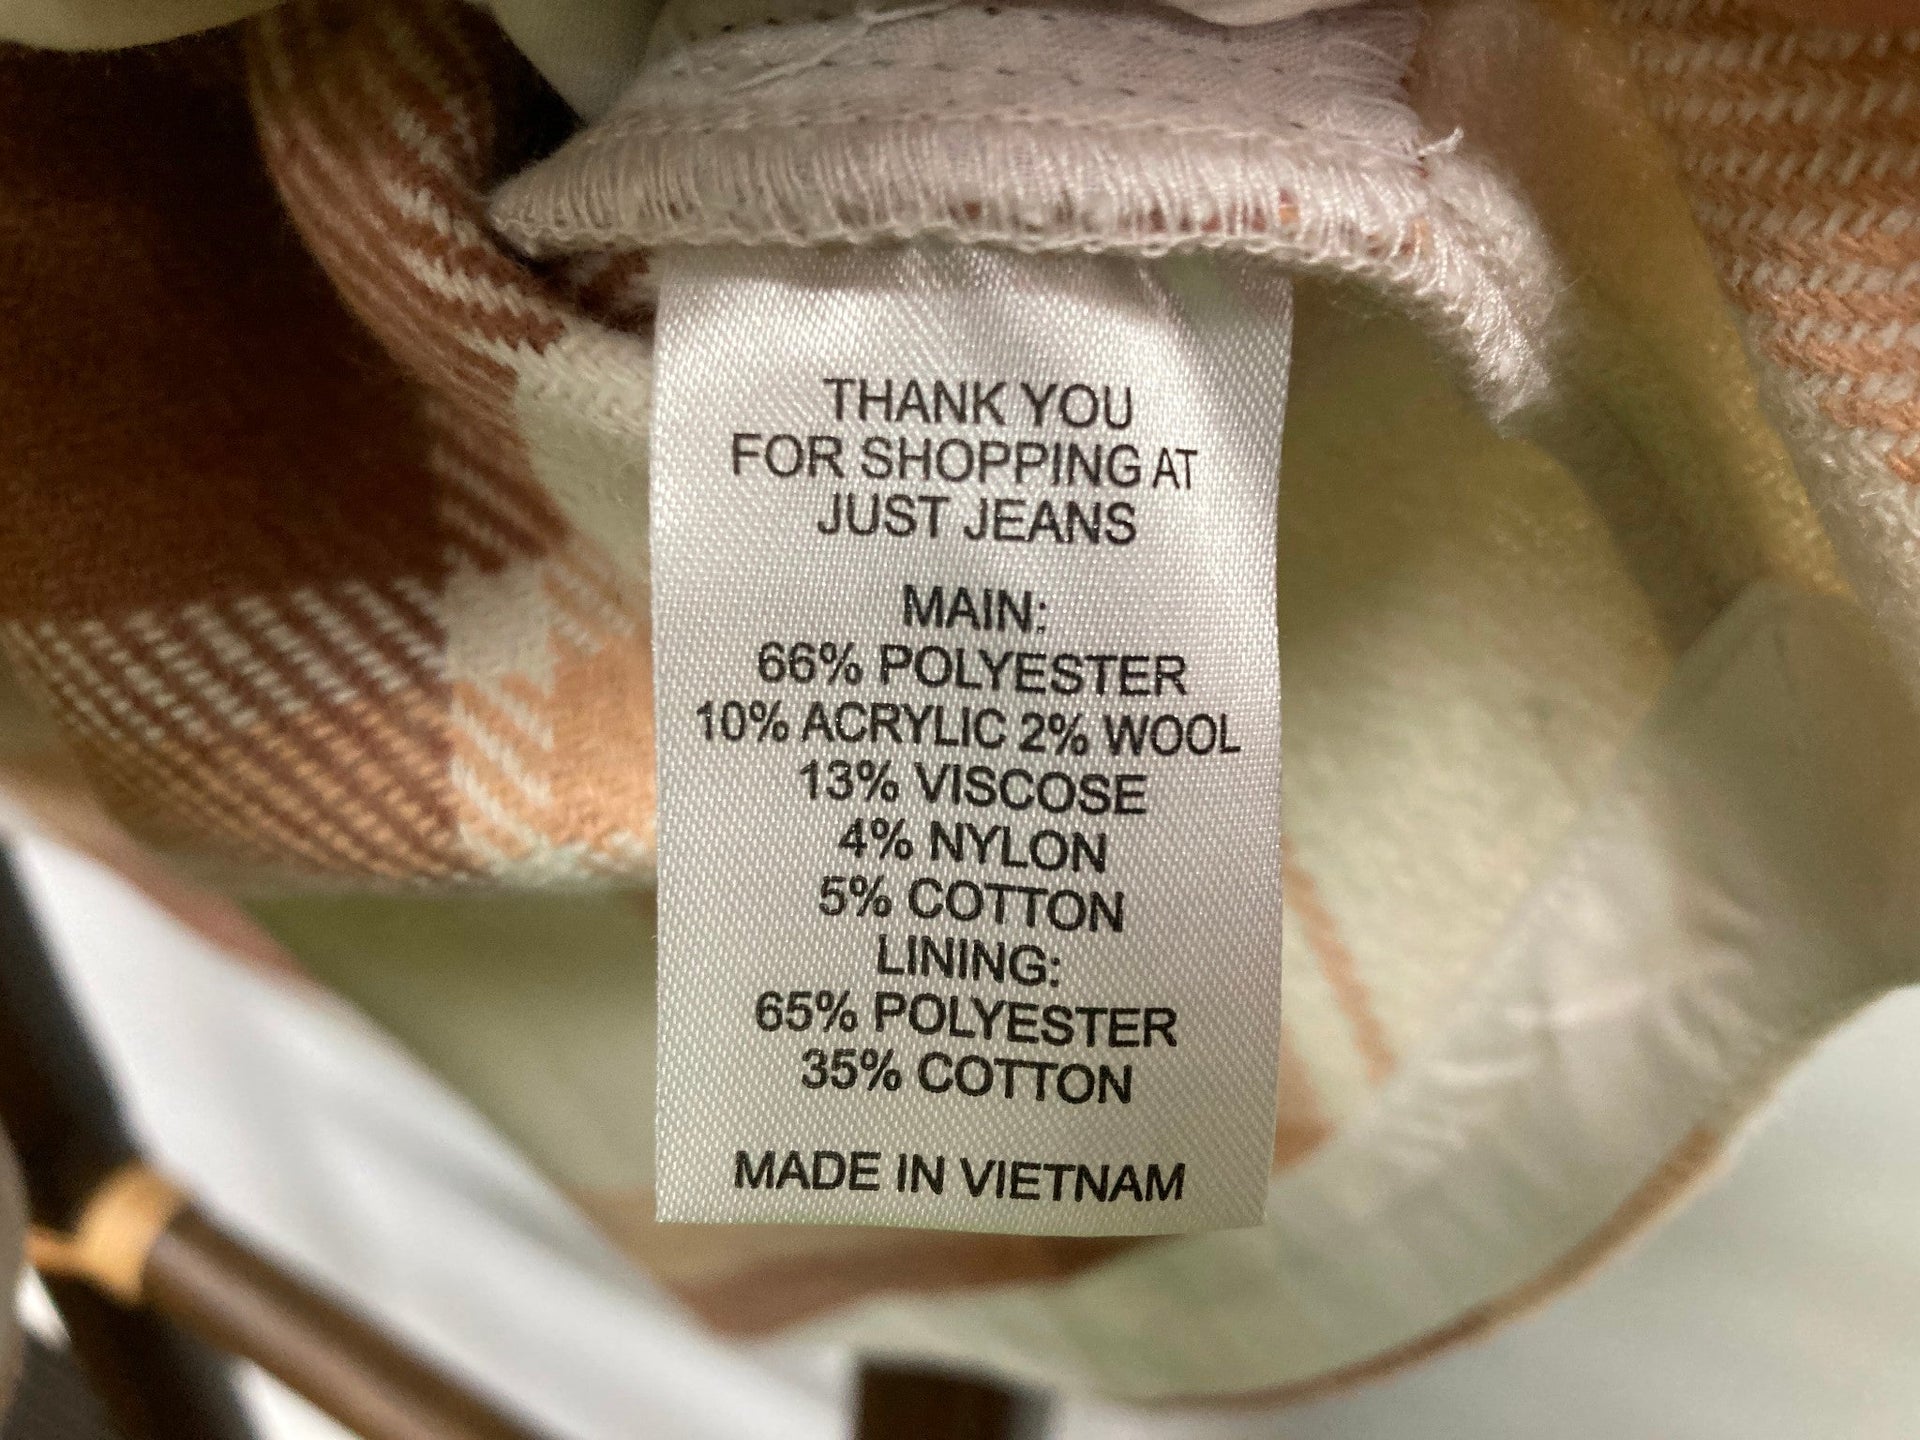 THANK YOU
FOR SHOPPING AT
JUST JEANS
MAIN:
66% POLYESTER
10% ACRYLIC 2% WOOL
13% VISCOSE
4% NYLON
5% COTTON
LINING:
65% POLYESTER
35% COTTON
MADE IN VIETNAM